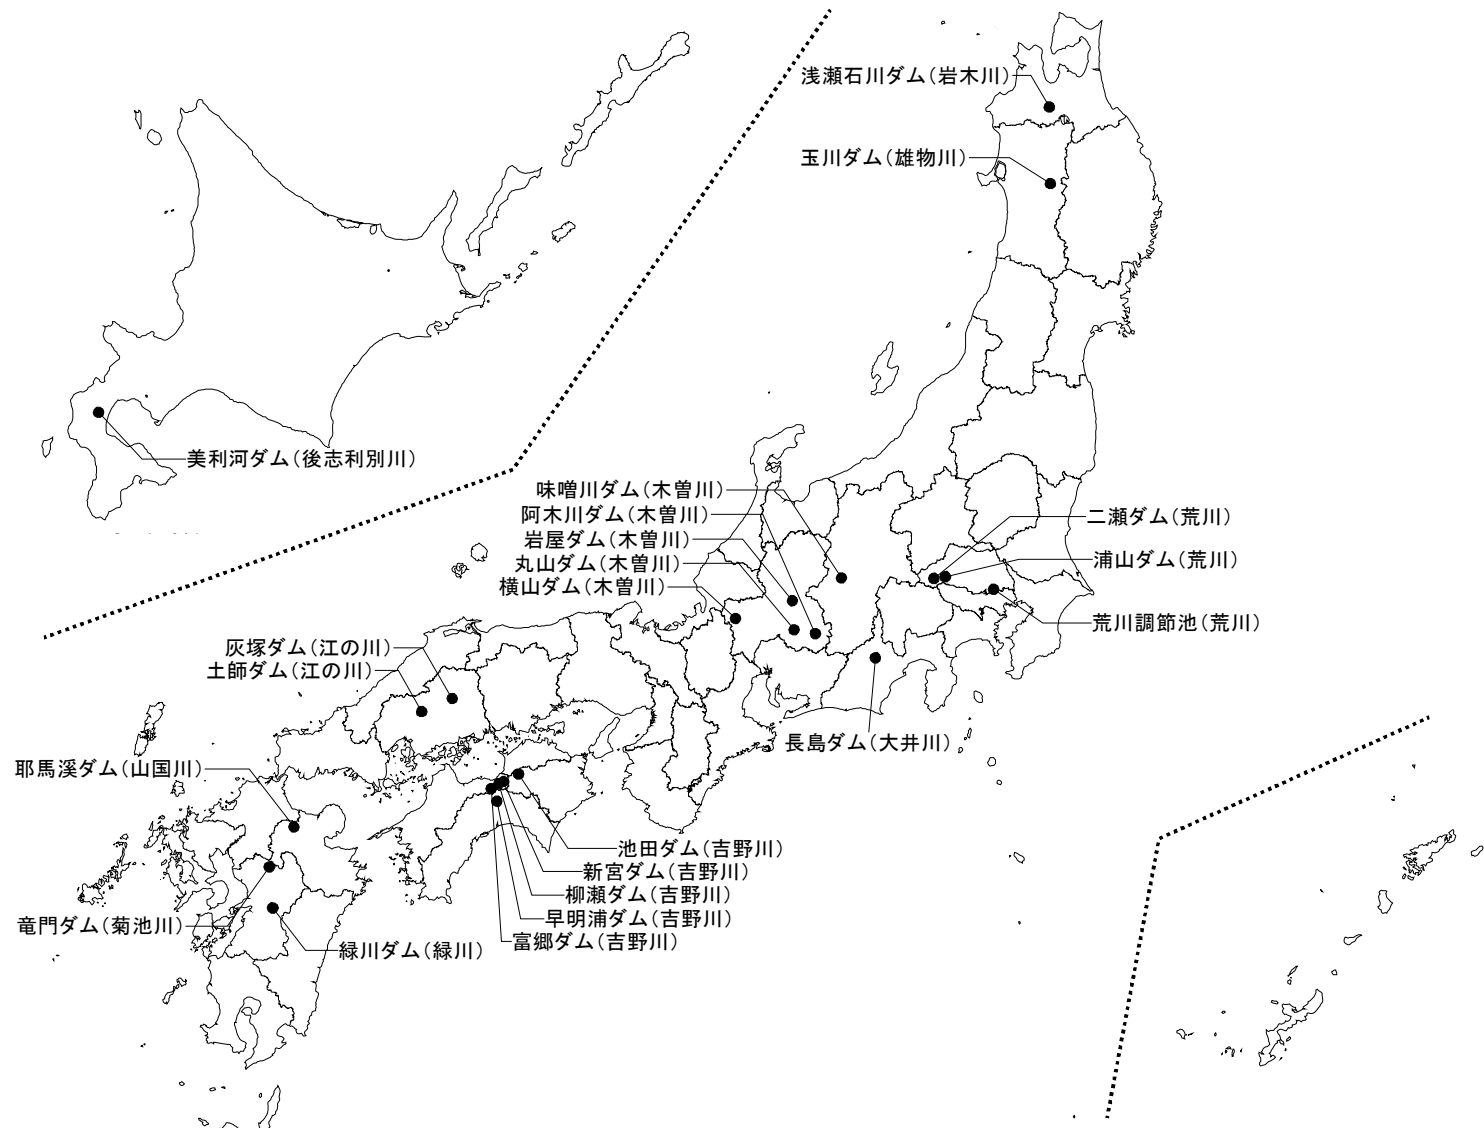 浅瀬石川ダム（岩木川）
玉川ダム（雄物川）
美利河ダム（後志利別川）
味噌川ダム（木曽川）
阿木川ダム（木曽川）
岩屋ダム（木曽川）
丸山ダム（木曽川）
横山ダム（木曽川）
二瀬ダム（荒川）
浦山ダム（荒川）
荒川調節池（荒川）
灰塚ダム（江の川）
土師ダム（江の川）
長島ダム（大井川）
耶馬溪ダム（山国川）
池田ダム（吉野川）
新宮ダム（吉野川）
柳瀬ダム（吉野川）
早明浦ダム（吉野川）
富郷ダム（吉野川）
竜門ダム（菊池川）
緑川ダム（緑川）